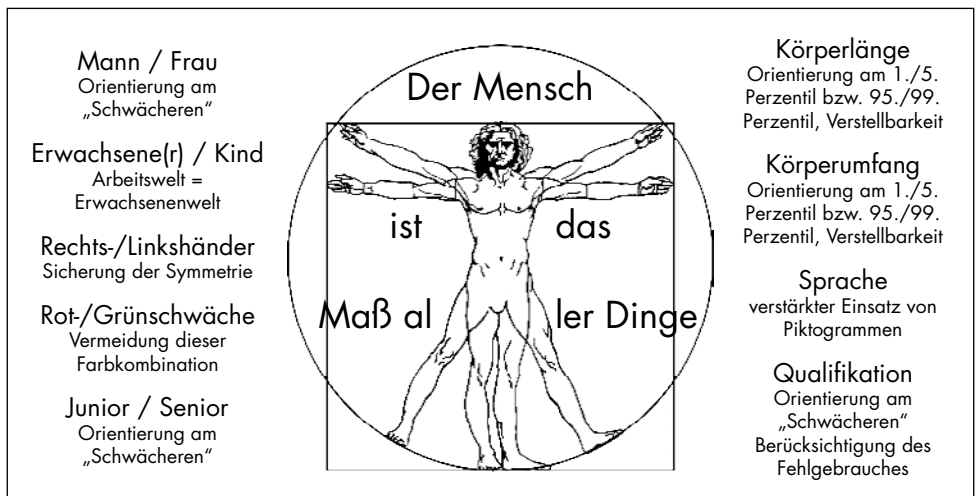 Mann / Frau
Orientierung am
„Schwächeren“
Erwachsene(r) / Kind
Arbeitswelt =
Erwachsenenwelt
Rechts-/Linkshänder
Sicherung der Symmetrie
Rot-/Grünschwäche
Vermeidung dieser
Farbkombination
Junior / Senior
Orientierung am
„Schwächeren“
Der Mensch
ist das
Maß al ler Dinge
Körperlänge
Orientierung am 1./5.
Perzentil bzw. 95./99.
Perzentil, Verstellbarkeit
Körperumfang
Orientierung am 1./5.
Perzentil bzw. 95./99.
Perzentil, Verstellbarkeit
Sprache
verstärkter Einsatz von
Piktogrammen
Qualifikation
Orientierung am
„Schwächeren“
Berücksichtigung des
Fehlgebrauches